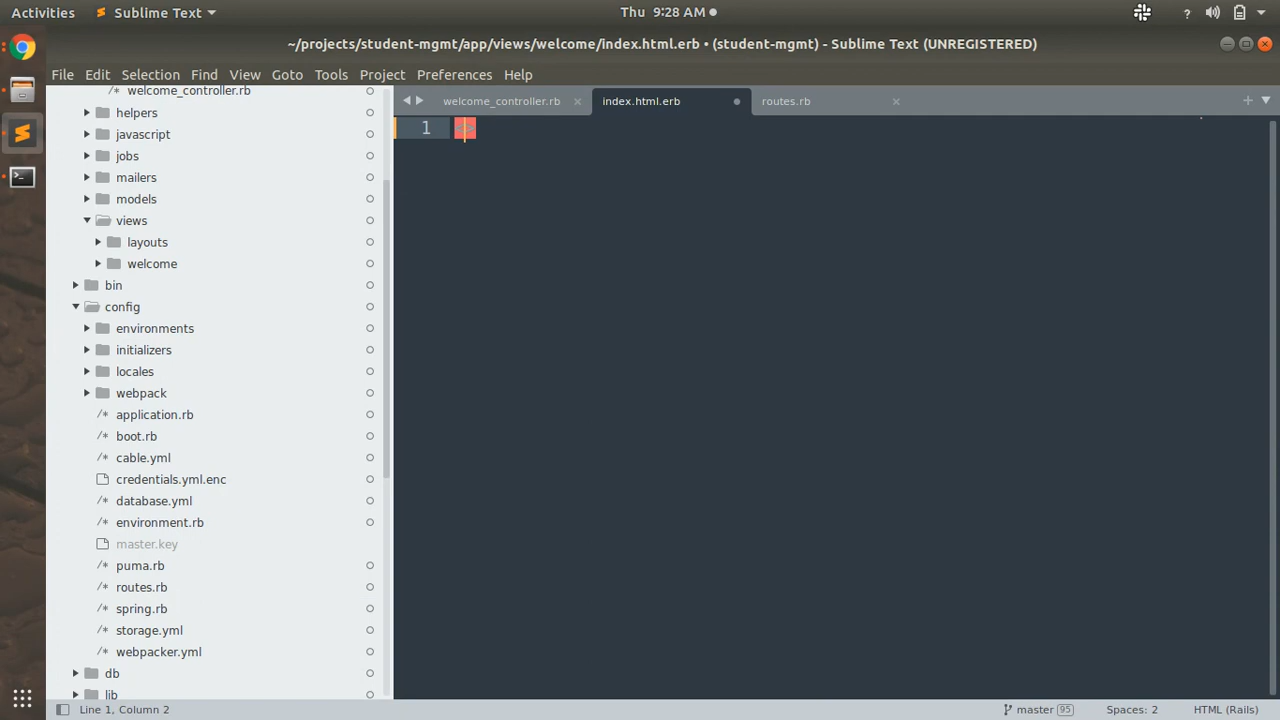 Activities Sublime Text Thu 9:28 AM ?
~/projects/student-mgmt/app/views/welcome/index.html.erb • (student-mgmt) - Sublime Text (UNREGISTERED)
File Edit Selection Find View Goto Tools Project Preferences Help
/* welcome_controller.rb
helpers
javascript
jobs
mailers
models
views
layouts
welcome
bin
config
environments
initializers
locales
webpack
/* application.rb
/* boot.rb
/* cable.yml
credentials.yml.enc
/* database.yml
/* environment.rb
master.key
/* puma.rb
/* routes.rb
/* spring.rb
/* storage.yml
/* webpacker.yml
db
lib
welcome_controller.rb × index.html.erb • routes.rb × +
1 <>
Line 1, Column 2 master 95 Spaces: 2 HTML (Rails)